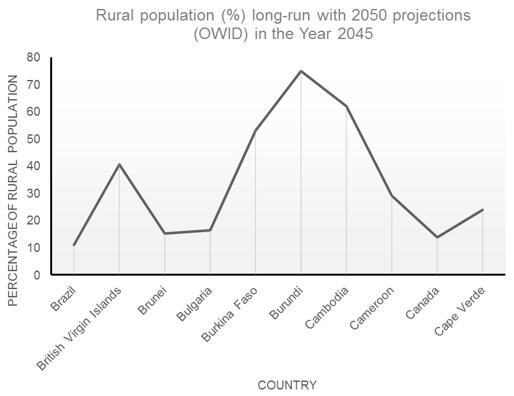 Rural population (%) long-run with 2050 projections
(OWID) in the Year 2045
PERCENTAGE OF RURAL POPULATION
80
70
60
50
40
30
20
10
0
Brazil
British Virgin Islands
Brunei
Bulgaria
Burkina Faso
Burundi
Cambodia
Cameroon
Canada
Cape Verde
COUNTRY